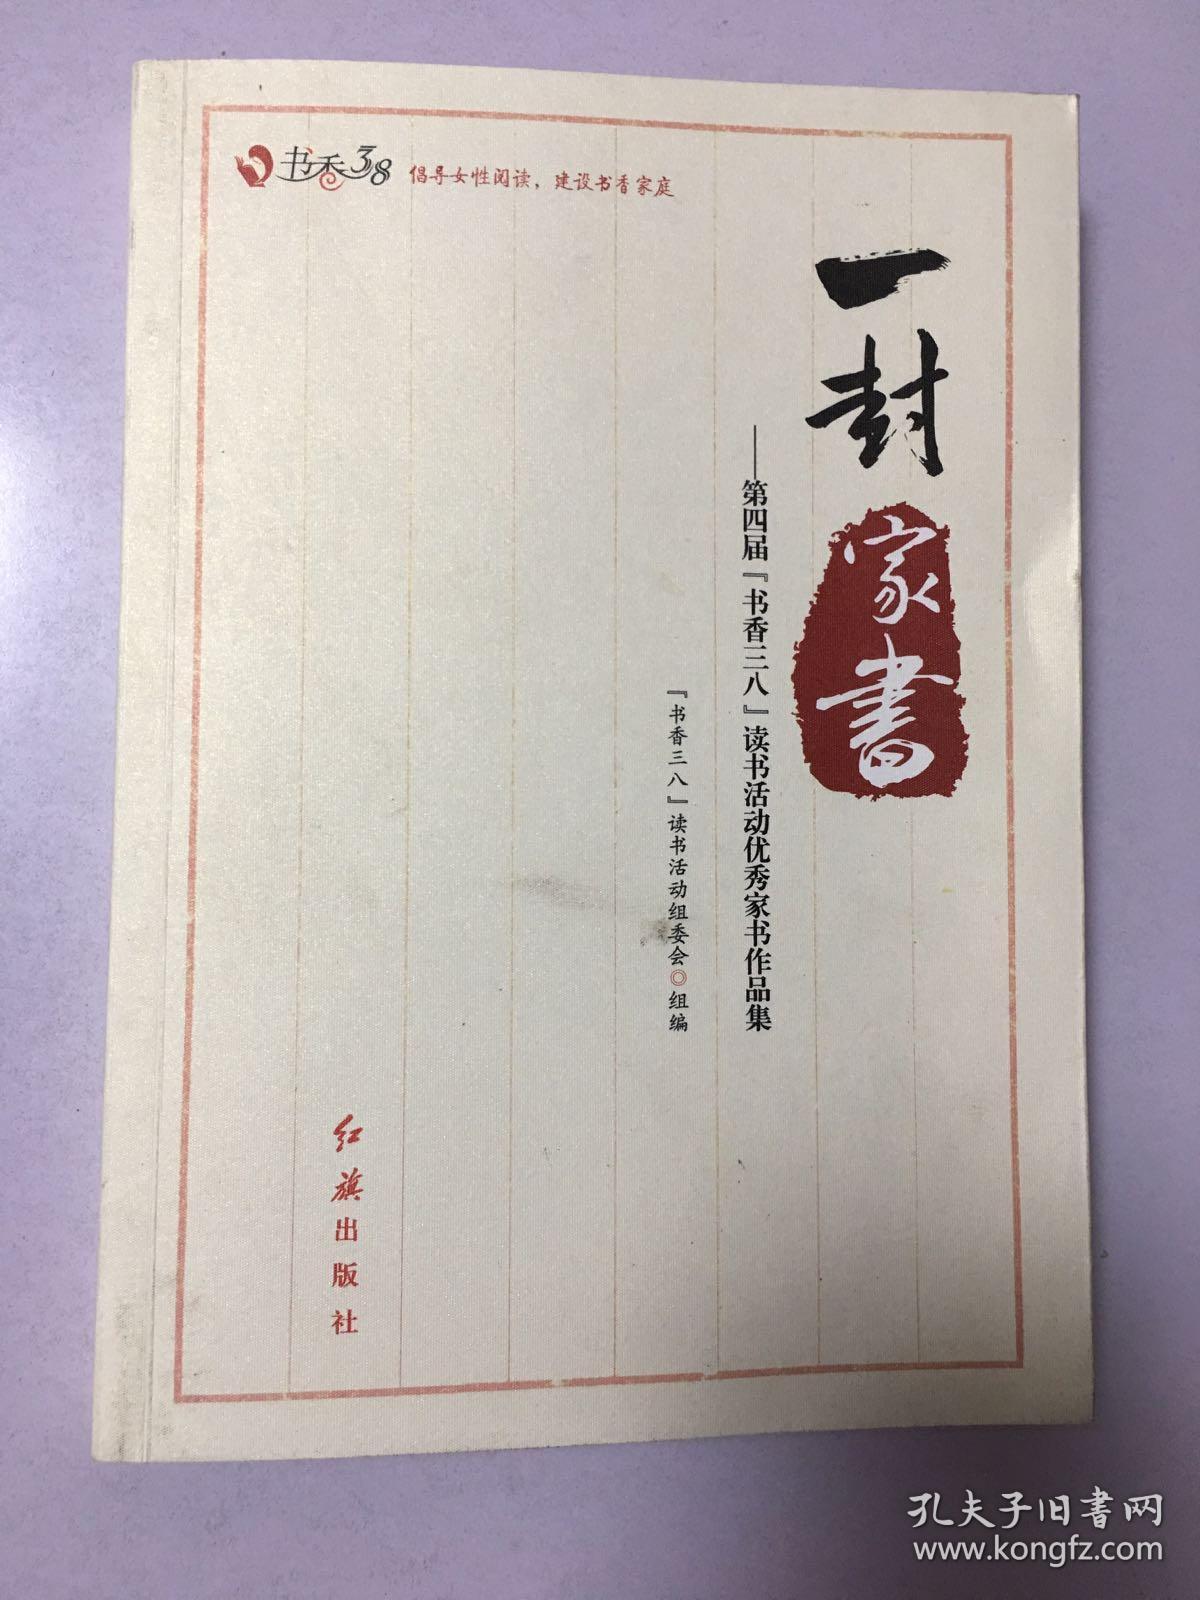 书香38
倡导女性阅读，建设书香家庭
一封家書
——第四届『书香三八』读书活动优秀家书作品集
『书香三八』读书活动组委会◎组编
红旗出版社
孔夫子旧书网
www.kongfz.com